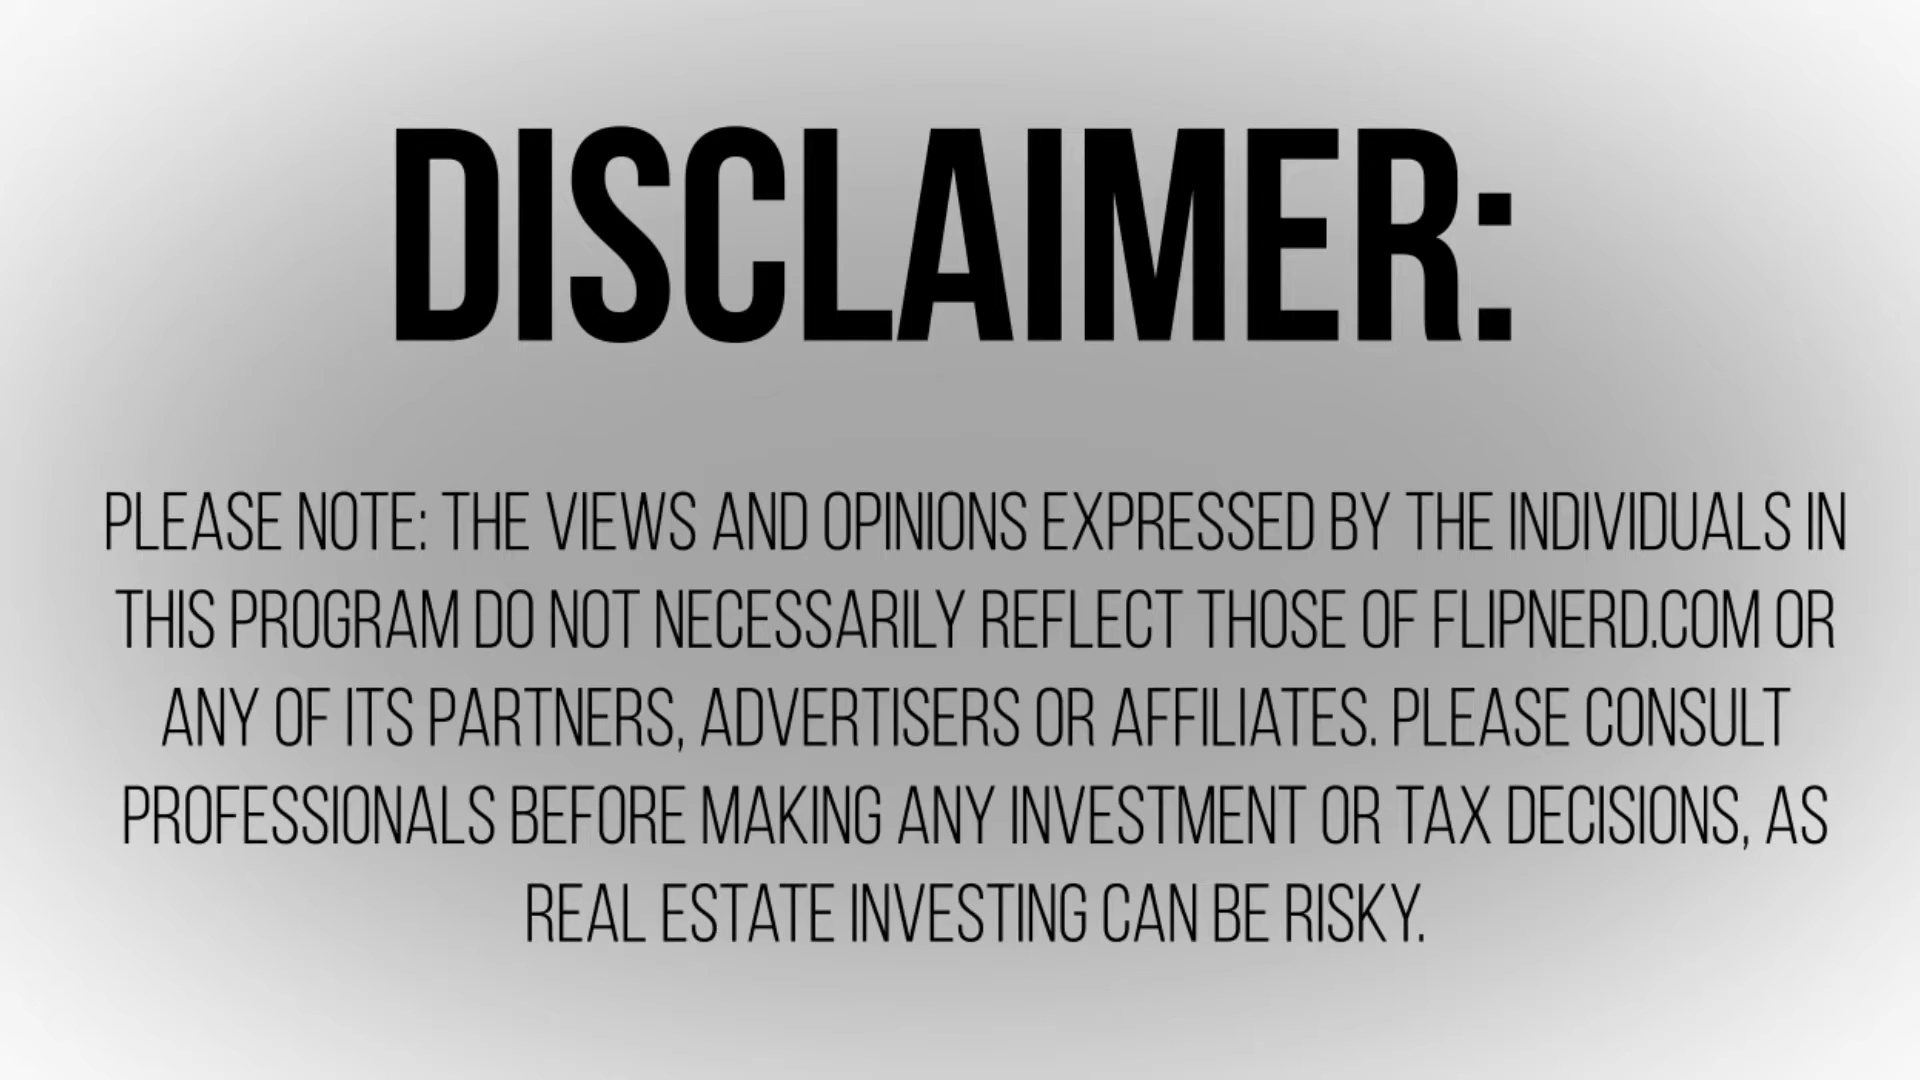 DISCLAIMER:
PLEASE NOTE: THE VIEWS AND OPINIONS EXPRESSED BY THE INDIVIDUALS IN
THIS PROGRAM DO NOT NECESSARILY REFLECT THOSE OF FLIPNERD.COM OR
ANY OF ITS PARTNERS, ADVERTISERS OR AFFILIATES. PLEASE CONSULT
PROFESSIONALS BEFORE MAKING ANY INVESTMENT OR TAX DECISIONS, AS
REAL ESTATE INVESTING CAN BE RISKY.